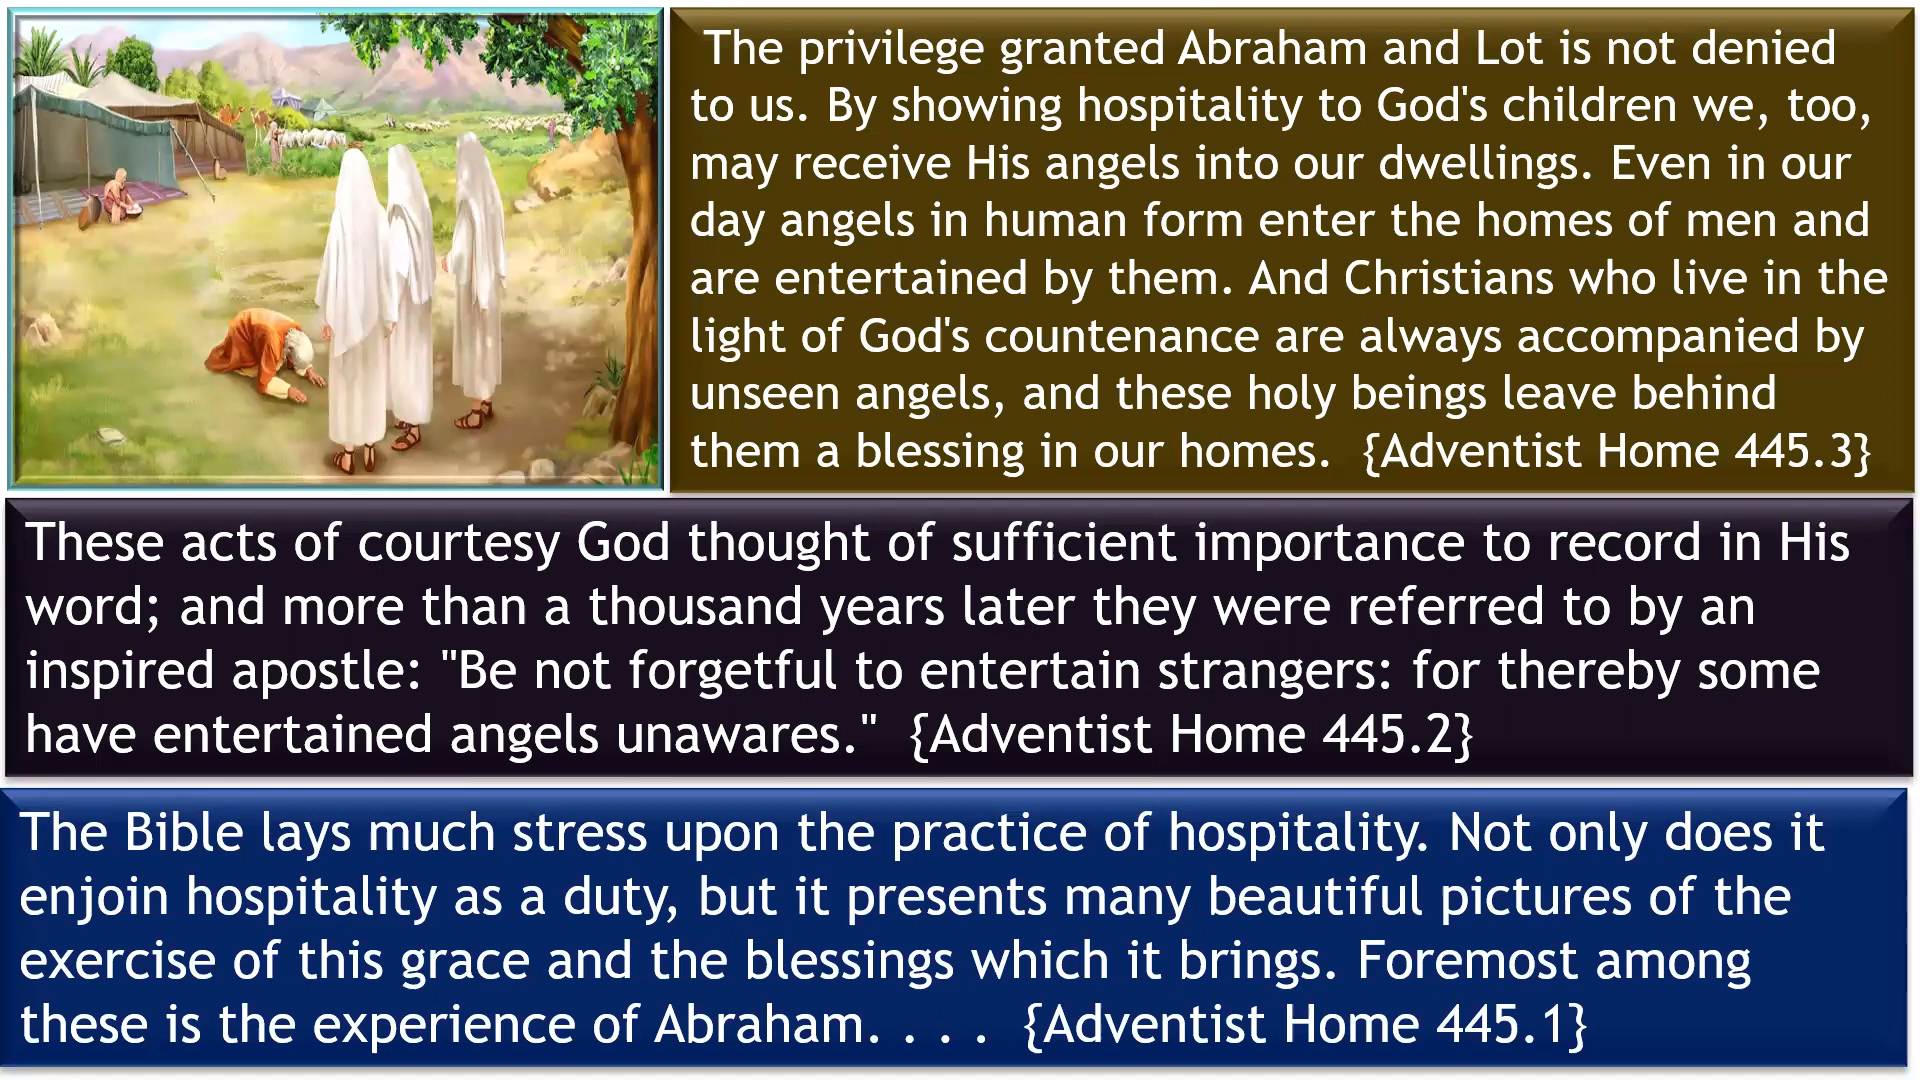 The privilege granted Abraham and Lot is not denied
to us. By showing hospitality to God's children we, too,
may receive His angels into our dwellings. Even in our
day angels in human form enter the homes of men and
are entertained by them. And Christians who live in the
light of God's countenance are always accompanied by
unseen angels, and these holy beings leave behind
them a blessing in our homes. {Adventist Home 445.3}
These acts of courtesy God thought of sufficient importance to record in His
word; and more than a thousand years later they were referred to by an
inspired apostle: "Be not forgetful to entertain strangers: for thereby some
have entertained angels unawares." {Adventist Home 445.2}
The Bible lays much stress upon the practice of hospitality. Not only does it
enjoin hospitality as a duty, but it presents many beautiful pictures of the
exercise of this grace and the blessings which it brings. Foremost among
these is the experience of Abraham. . . . {Adventist Home 445.1}